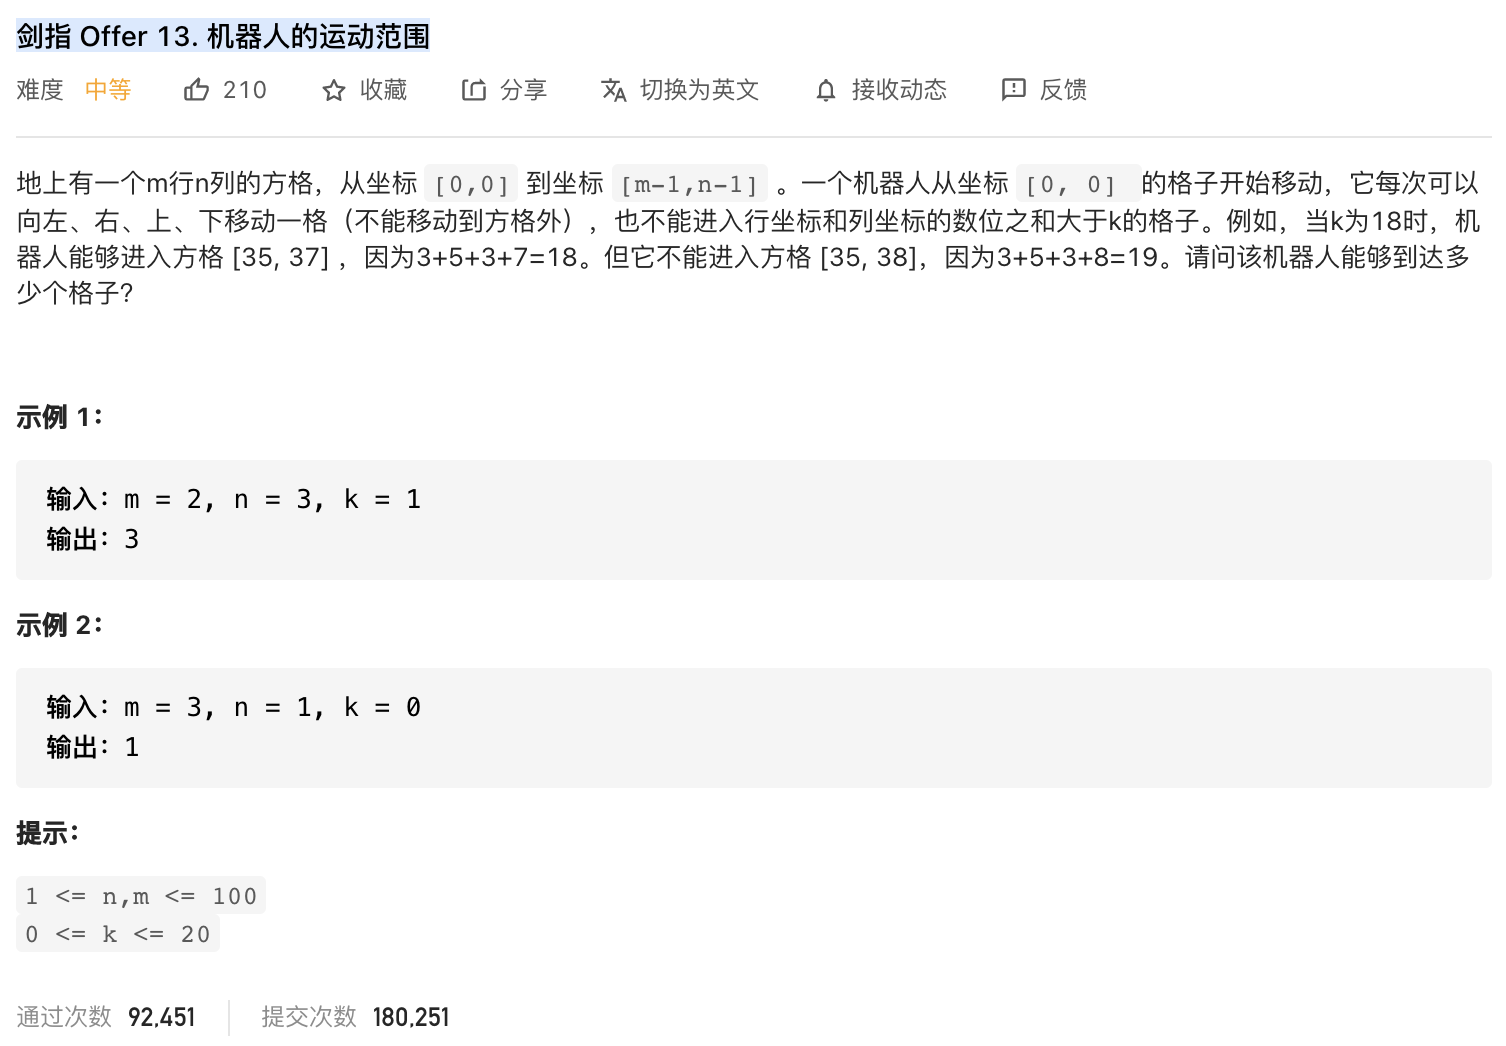 剑指 Offer 13. 机器人的运动范围
难度 中等 210 收藏 分享 切换为英文 接收动态 反馈
地上有一个m行n列的方格，从坐标 [0,0] 到坐标 [m-1,n-1] 。一个机器人从坐标 [0, 0] 的格子开始移动，它每次可以
向左、右、上、下移动一格（不能移动到方格外），也不能进入行坐标和列坐标的数位之和大于k的格子。例如，当k为18时，机
器人能够进入方格 [35, 37] ，因为3+5+3+7=18。但它不能进入方格 [35, 38]，因为3+5+3+8=19。请问该机器人能够到达多
少个格子?
示例 1：
输入：m = 2, n = 3, k = 1
输出：3
示例 2：
输入：m = 3, n = 1, k = 0
输出：1
提示：
1 <= n,m <= 100
0 <= k <= 20
通过次数 92,451 提交次数 180,251